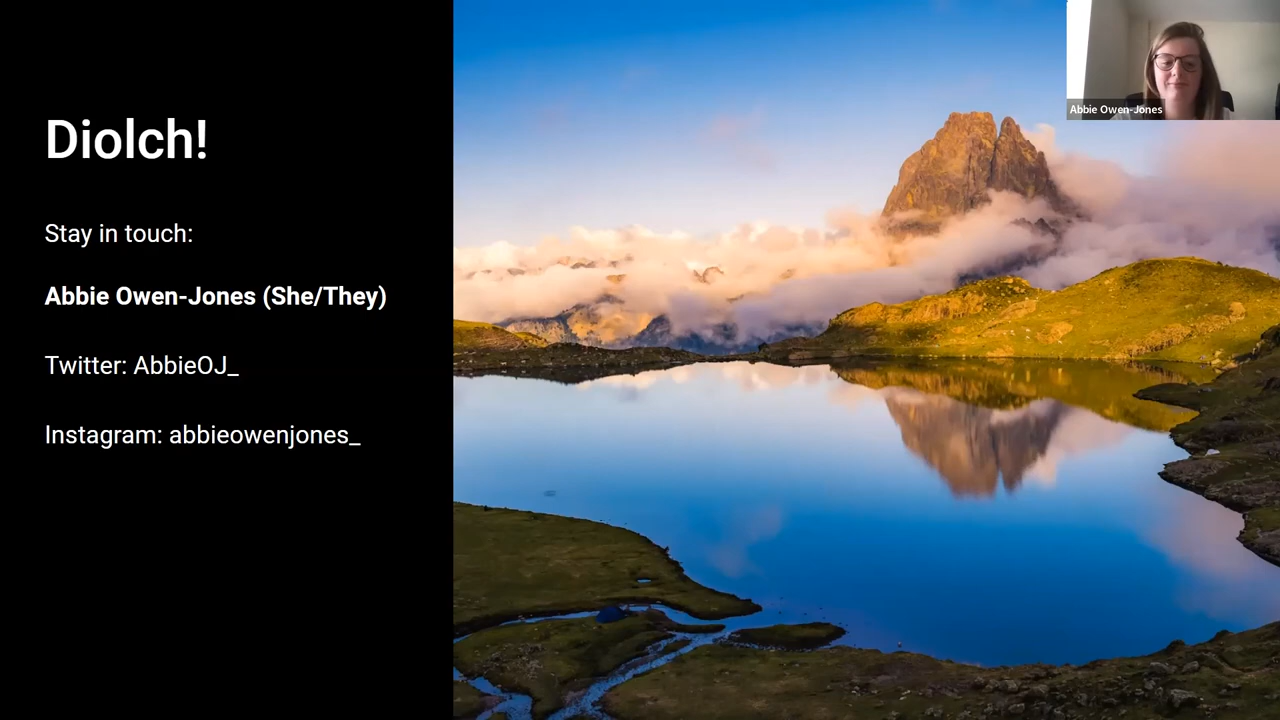 Diolch!
Stay in touch:
Abbie Owen-Jones (She/They)
Twitter: AbbieOJ_
Instagram: abbieowenjones_
Abbie Owen-Jones